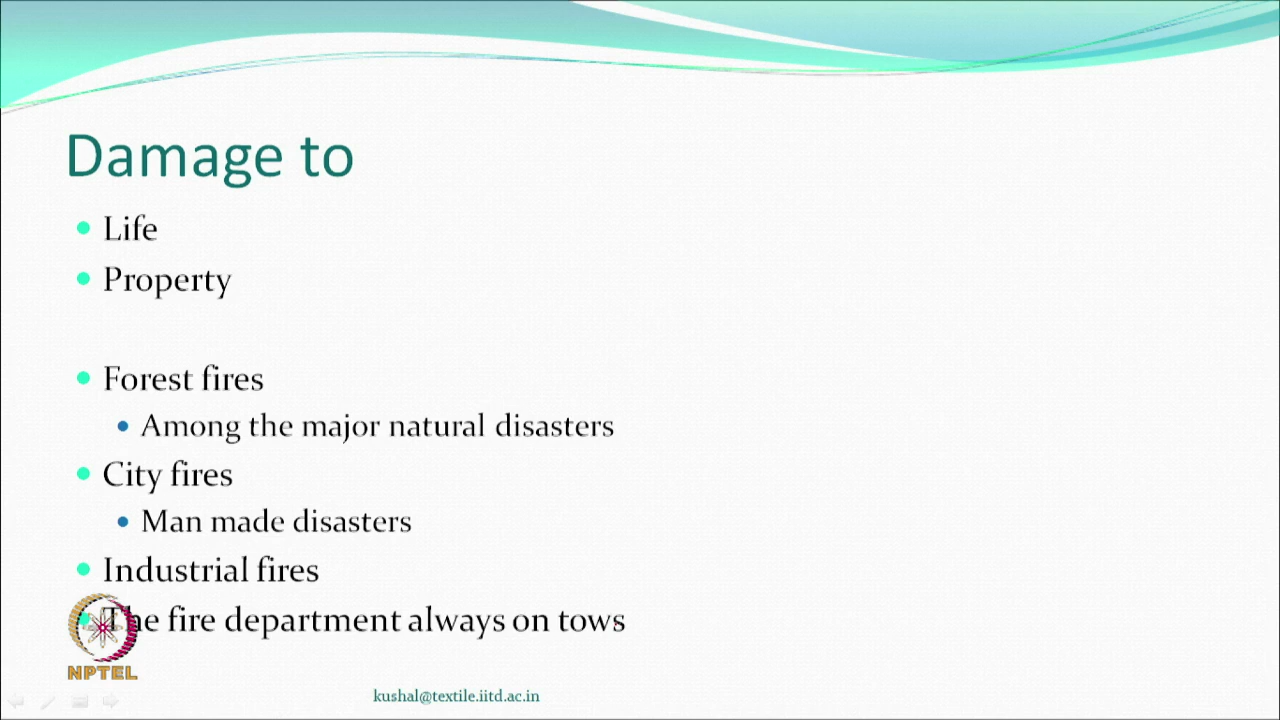 Damage to
Life
Property
Forest fires
Among the major natural disasters
City fires
Man made disasters
Industrial fires
The fire department always on tows
NPTEL
kushal@textile.iitd.ac.in